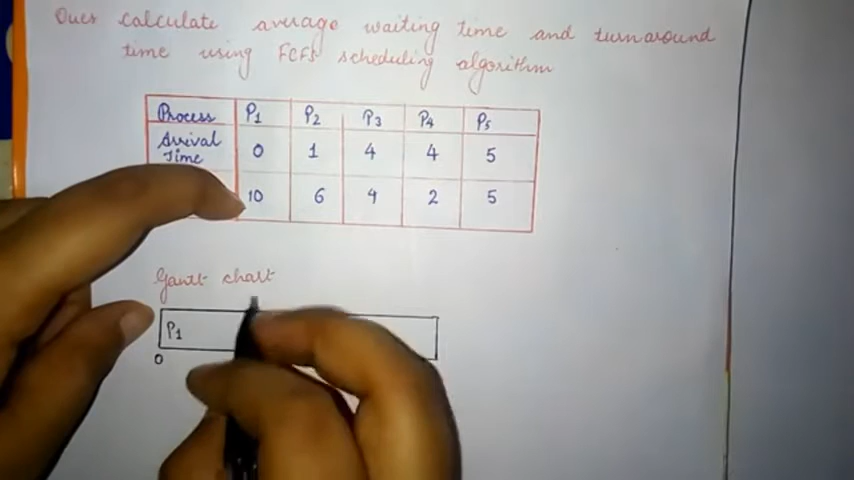 Ques calculate average waiting time and turnaround
time using FCFS scheduling algorithm
Process P1 P2 P3 P4 P5
Arrival Time 0 1 4 4 5
10 6 4 2 5
Gantt chart
P1
0